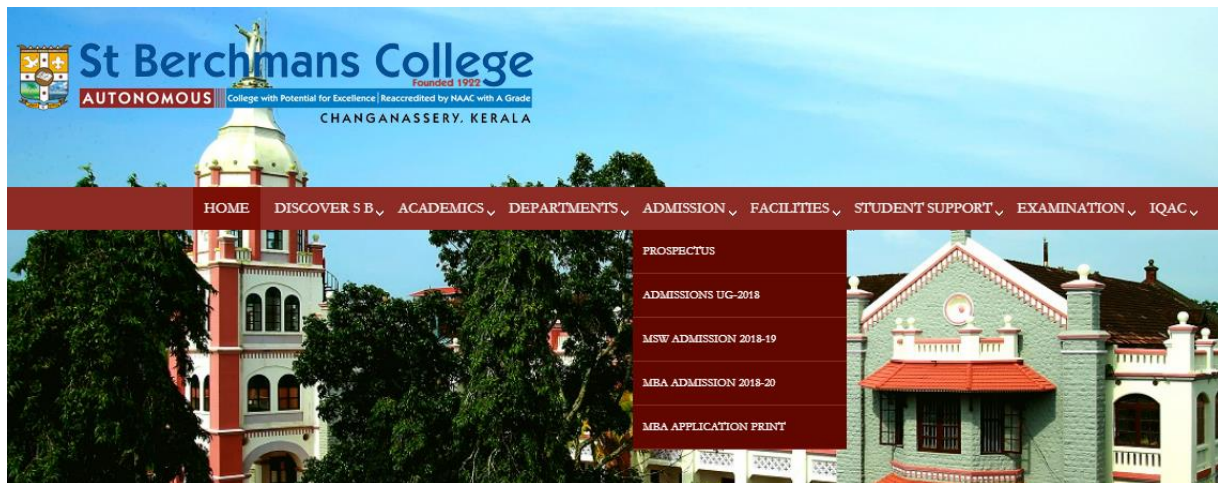 St Berchmans College
Founded 1922
AUTONOMOUS College with Potential for Excellence | Reaccredited by NAAC with A Grade
CHANGANASSERY, KERALA
HOME DISCOVER S B ACADEMICS DEPARTMENTS ADMISSION FACILITIES STUDENT SUPPORT EXAMINATION IQAC
PROSPECTUS
ADMISSIONS UG-2018
MSW ADMISSION 2018-19
MBA ADMISSION 2018-20
MBA APPLICATION PRINT